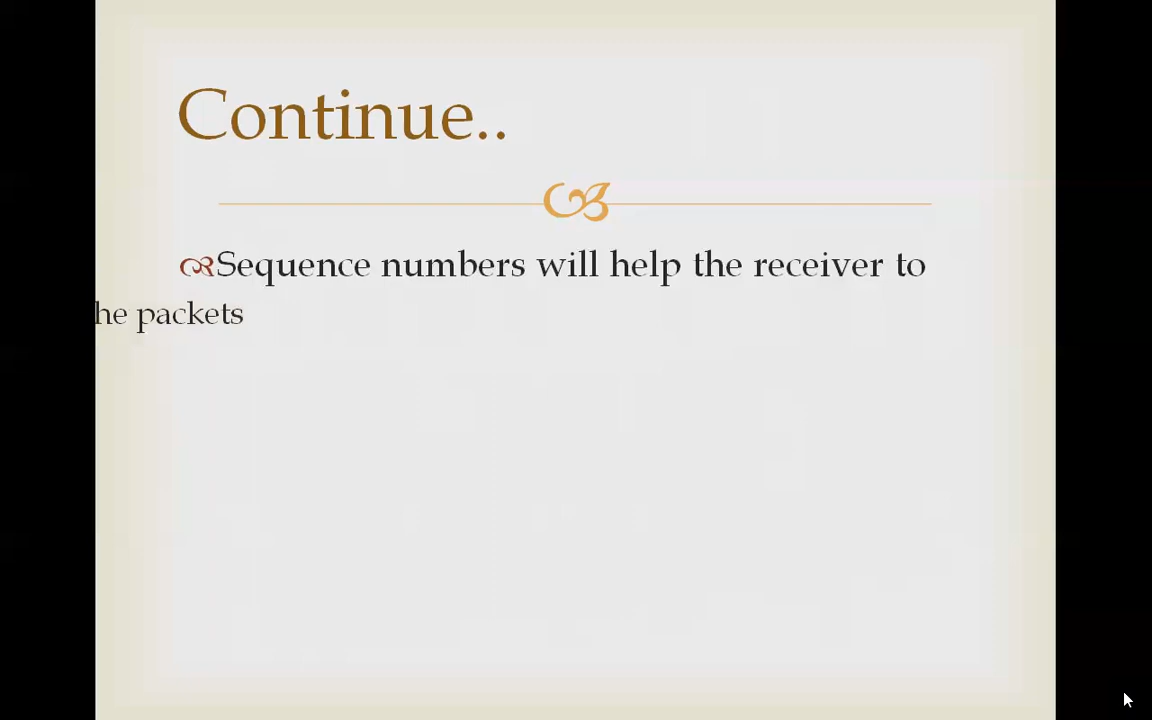 Continue..
Sequence numbers will help the receiver to
he packets